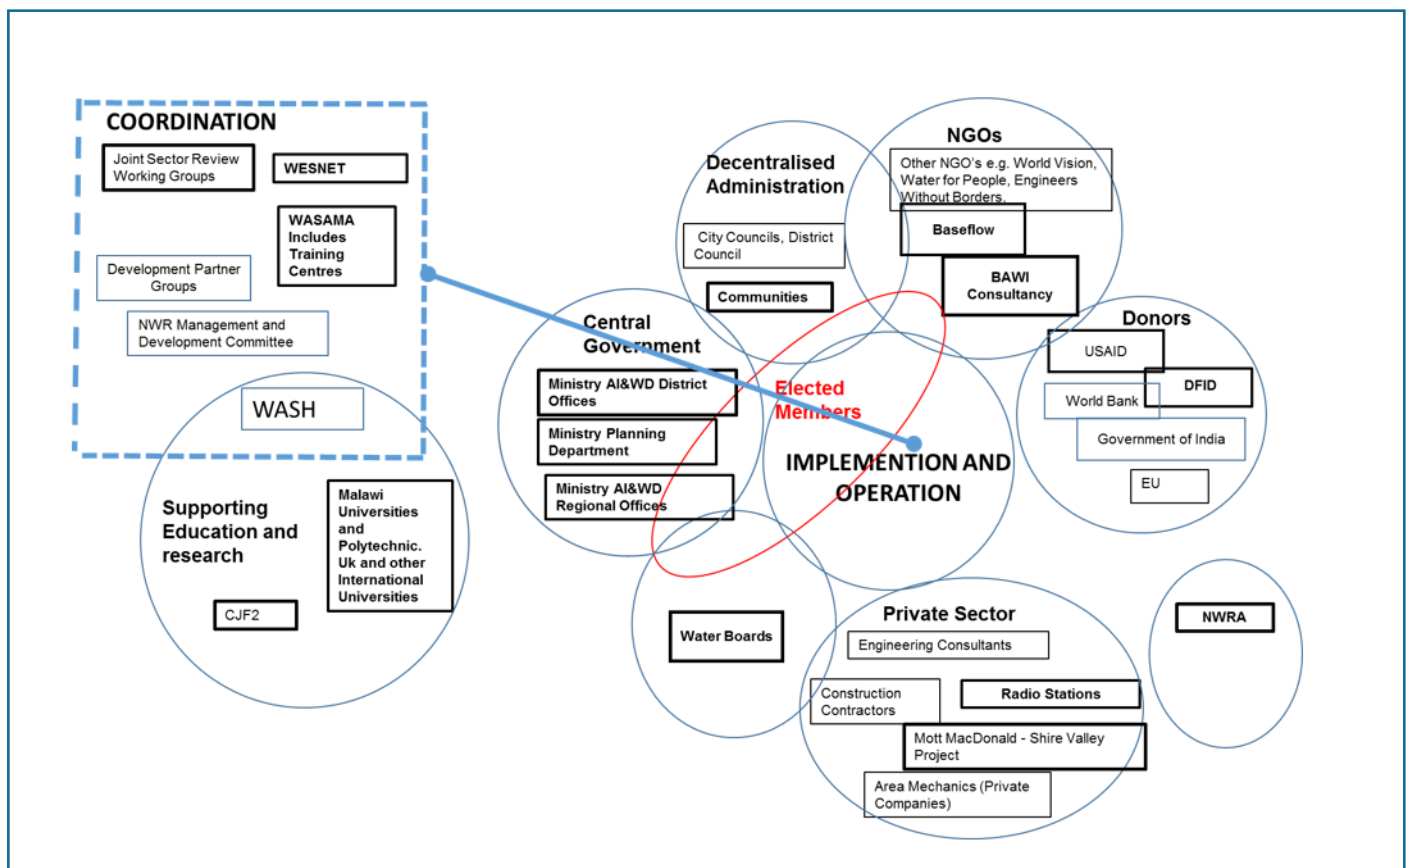 COORDINATION
Joint Sector Review
Working Groups
WESNET
WASAMA
Includes
Training
Centres
Development Partner
Groups
NWR Management and
Development Committee
WASH
Supporting
Education and
research
Malawi
Universities
and
Polytechnic.
Uk and other
International
Universities
CJF2
Decentralised
Administration
City Councils, District
Council
Communities
NGOs
Other NGO's e.g. World Vision,
Water for People, Engineers
Without Borders.
Baseflow
BAWI
Consultancy
Central
Government
Ministry AI&WD District
Offices
Ministry Planning
Department
Ministry AI&WD
Regional Offices
Elected
Members
IMPLEMENTION AND
OPERATION
Donors
USAID
DFID
World Bank
Government of India
EU
Water Boards
Private Sector
Engineering Consultants
Construction
Contractors
Radio Stations
Mott MacDonald - Shire Valley
Project
Area Mechanics (Private
Companies)
NWRA